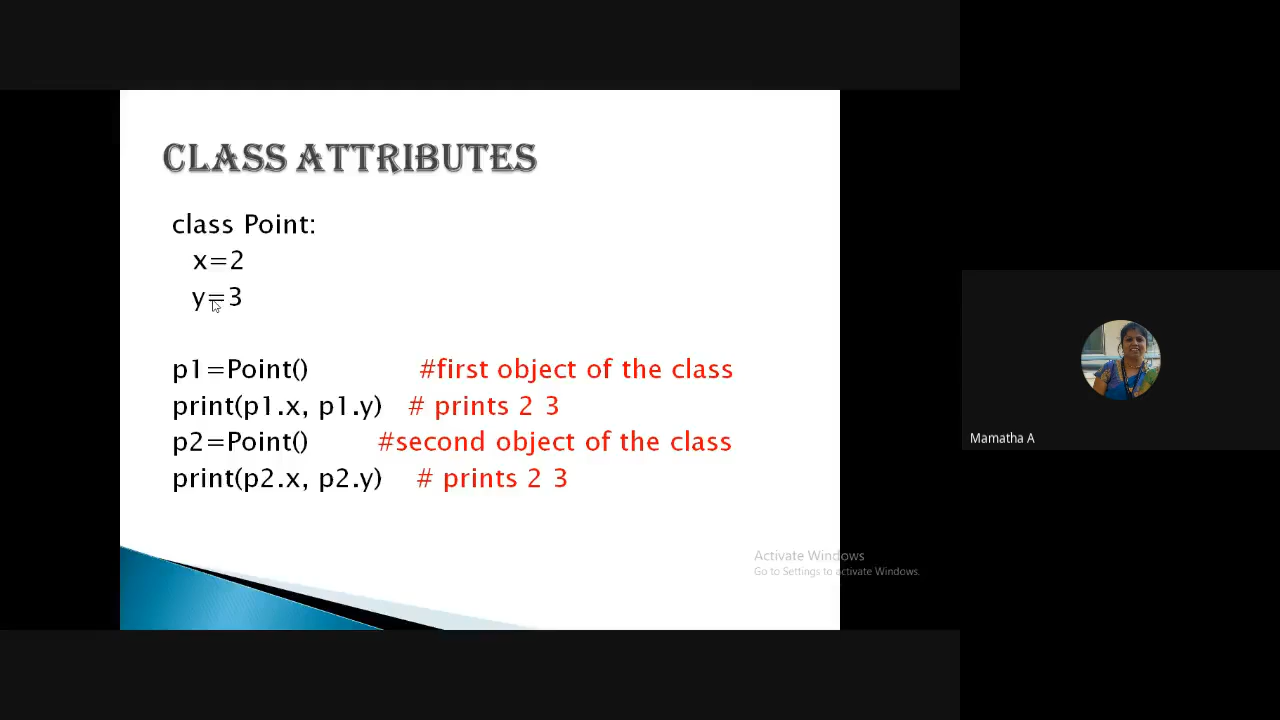 CLASS ATTRIBUTES
class Point:
x=2
y=3
p1=Point() #first object of the class
print(p1.x, p1.y) # prints 2 3
p2=Point() #second object of the class
print(p2.x, p2.y) # prints 2 3
Activate Windows
Go to Settings to activate Windows.
Mamatha A